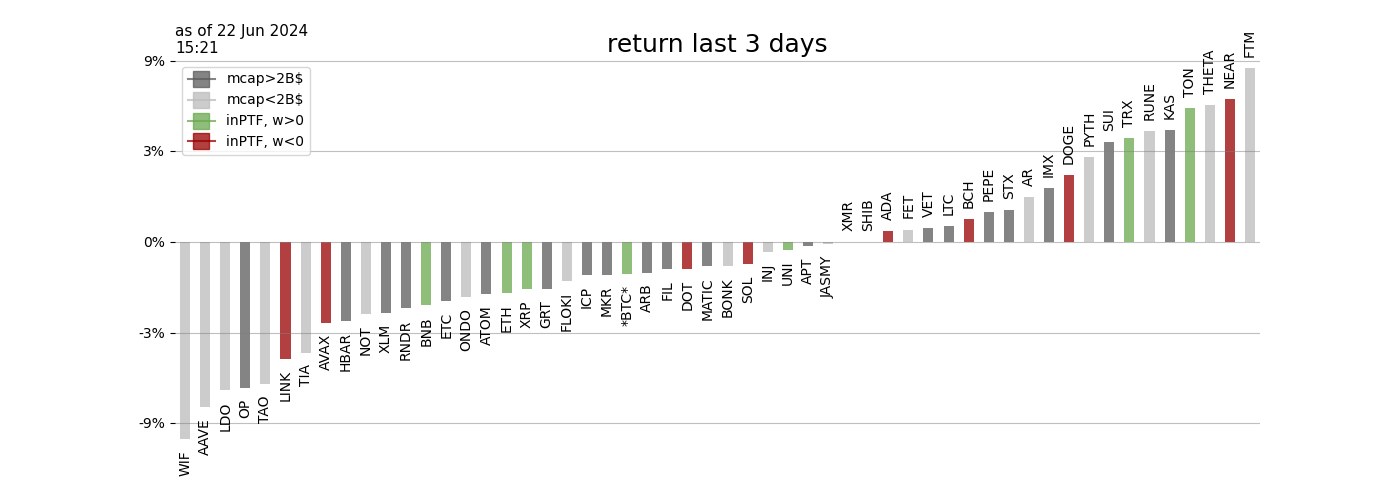 as of 22 Jun 2024
15:21
return last 3 days
9%
3%
0%
-3%
-9%
mcap>2B$
mcap<2B$
inPTF, w>0
inPTF, w<0
WIF
AAVE
LDO
OP
TAO
LINK
TIA
AVAX
HBAR
NOT
XLM
RNDR
BNB
ETC
ONDO
ATOM
ETH
XRP
GRT
FLOKI
ICP
MKR
*BTC*
ARB
FIL
DOT
MATIC
BONK
SOL
INJ
UNI
APT
JASMY
XMR
SHIB
ADA
FET
VET
LTC
BCH
PEPE
STX
AR
IMX
DOGE
PYTH
SUI
TRX
RUNE
KAS
TON
THETA
NEAR
FTM